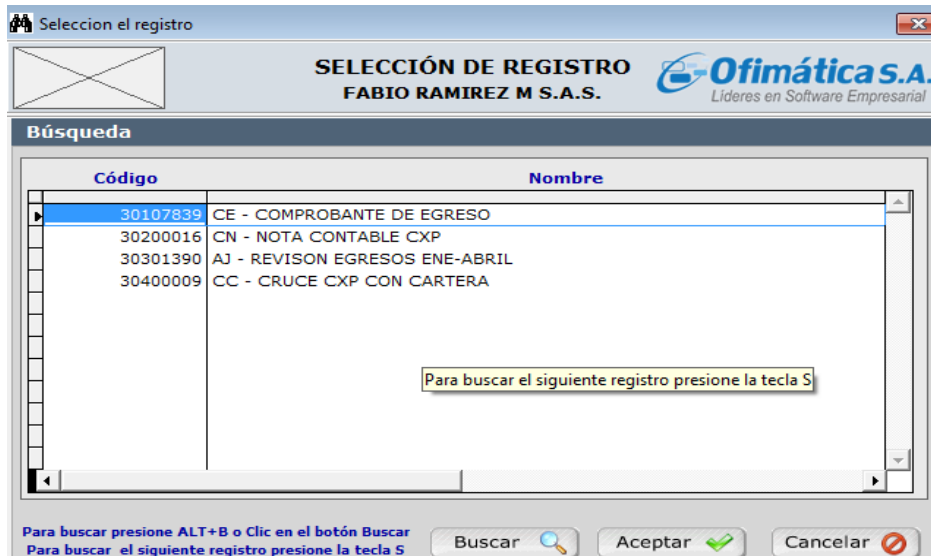 Seleccion el registro
SELECCIÓN DE REGISTRO
FABIO RAMIREZ M S.A.S.
Ofimática S.A.
Líderes en Software Empresarial
Búsqueda
Código Nombre
30107839 CE - COMPROBANTE DE EGRESO
30200016 CN - NOTA CONTABLE CXP
30301390 AJ - REVISON EGRESOS ENE-ABRIL
30400009 CC - CRUCE CXP CON CARTERA
Para buscar el siguiente registro presione la tecla S
Para buscar presione ALT+B o Clic en el botón Buscar
Para buscar el siguiente registro presione la tecla S
Buscar Aceptar Cancelar